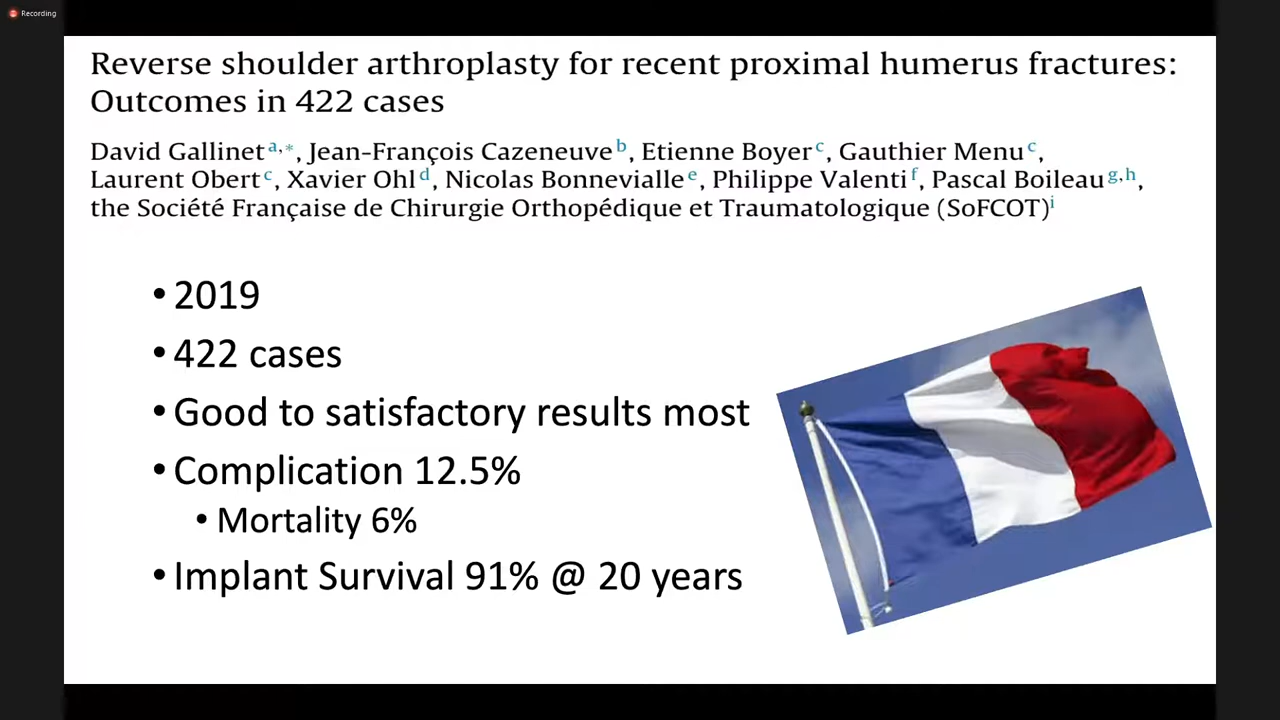 Recording
Reverse shoulder arthroplasty for recent proximal humerus fractures:
Outcomes in 422 cases
David Gallinet a,*, Jean-François Cazeneuve b, Etienne Boyer c, Gauthier Menu c,
Laurent Obert c, Xavier Ohl d, Nicolas Bonnevialle e, Philippe Valenti f, Pascal Boileau g,h,
the Société Française de Chirurgie Orthopédique et Traumatologique (SoFCOT) i
• 2019
• 422 cases
• Good to satisfactory results most
• Complication 12.5%
• Mortality 6%
• Implant Survival 91% @ 20 years